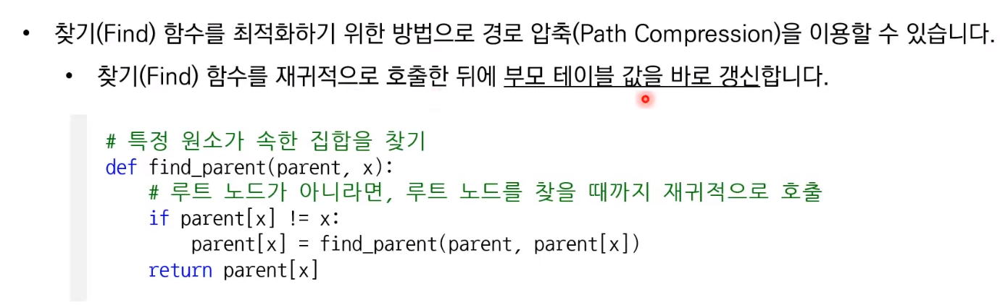 • 찾기(Find) 함수를 최적화하기 위한 방법으로 경로 압축(Path Compression)을 이용할 수 있습니다.
• 찾기(Find) 함수를 재귀적으로 호출한 뒤에 부모 테이블 값을 바로 갱신합니다.
# 특정 원소가 속한 집합을 찾기
def find_parent(parent, x):
    # 루트 노드가 아니라면, 루트 노드를 찾을 때까지 재귀적으로 호출
    if parent[x] != x:
        parent[x] = find_parent(parent, parent[x])
    return parent[x]